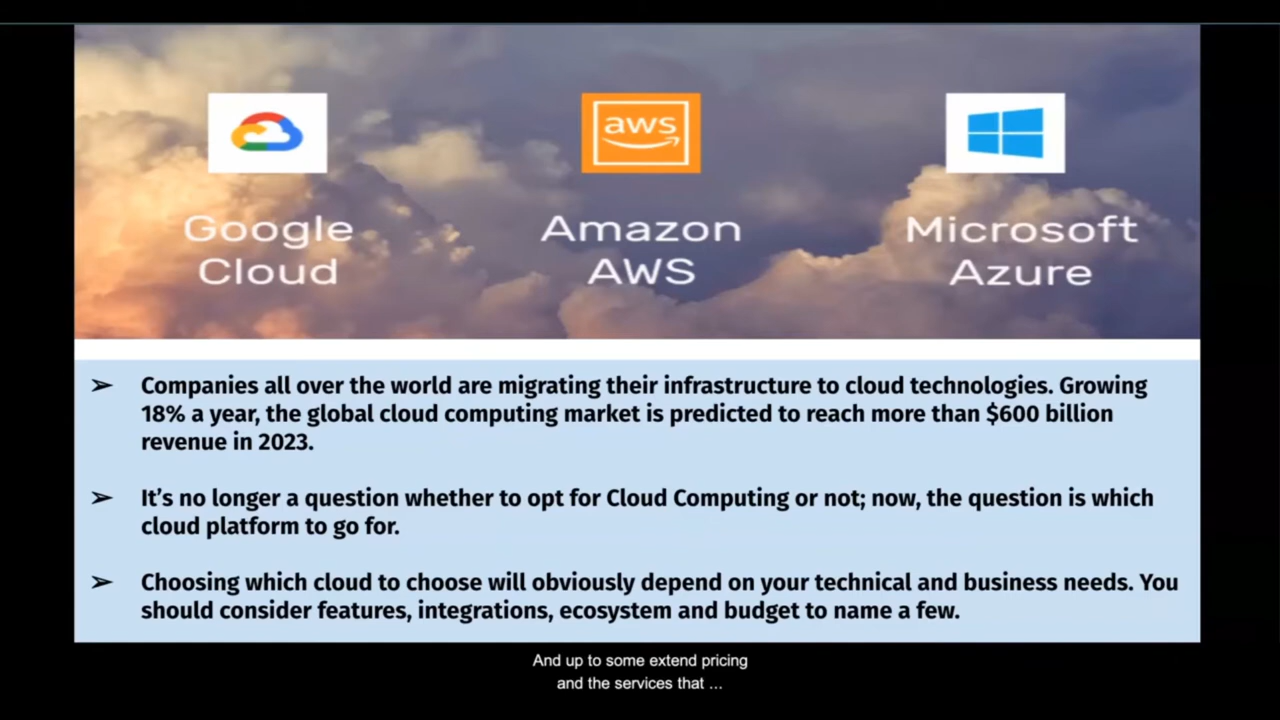 aws
Google
Cloud
Amazon
AWS
Microsoft
Azure
➢ Companies all over the world are migrating their infrastructure to cloud technologies. Growing
18% a year, the global cloud computing market is predicted to reach more than $600 billion
revenue in 2023.
➢ It’s no longer a question whether to opt for Cloud Computing or not; now, the question is which
cloud platform to go for.
➢ Choosing which cloud to choose will obviously depend on your technical and business needs. You
should consider features, integrations, ecosystem and budget to name a few.
And up to some extend pricing
and the services that ...